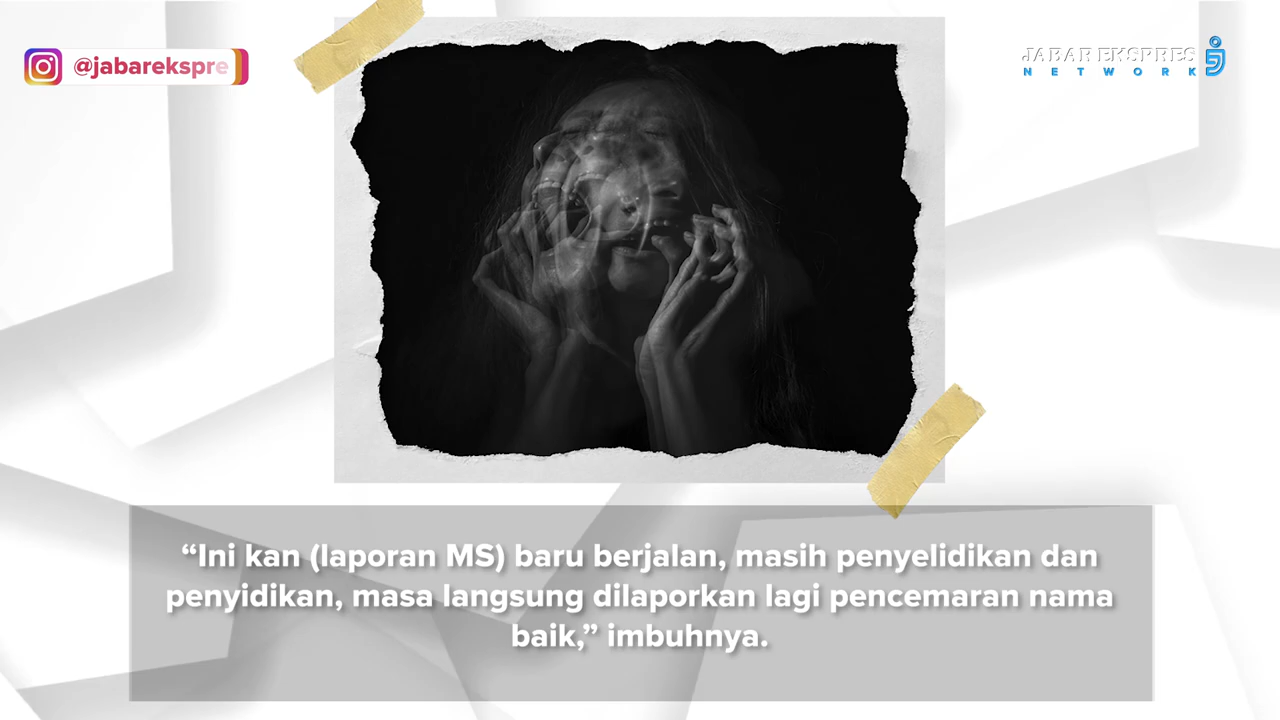 @jabarekspre
JABAR EKSPRES
NETWORK
“Ini kan (laporan MS) baru berjalan, masih penyelidikan dan
penyidikan, masa langsung dilaporkan lagi pencemaran nama
baik,” imbuhnya.